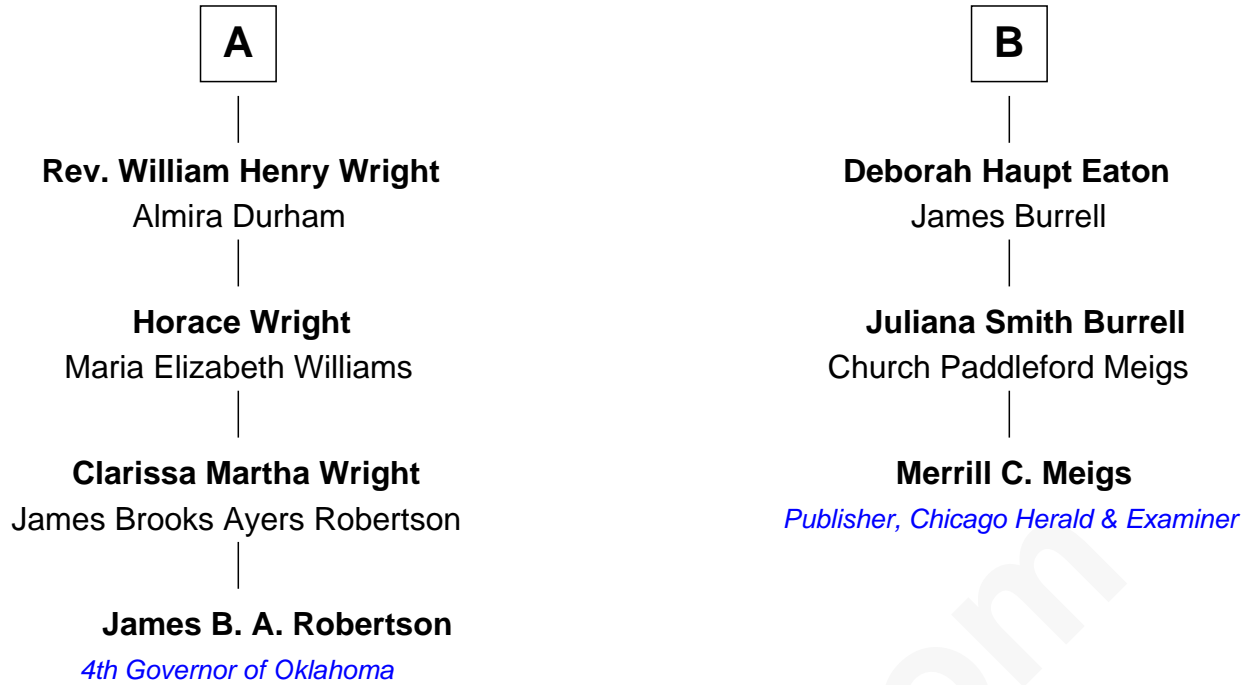 A
Rev. William Henry Wright
Almira Durham
Horace Wright
Maria Elizabeth Williams
Clarissa Martha Wright
James Brooks Ayers Robertson
James B. A. Robertson
4th Governor of Oklahoma
B
Deborah Haupt Eaton
James Burrell
Juliana Smith Burrell
Church Paddleford Meigs
Merrill C. Meigs
Publisher, Chicago Herald & Examiner
om